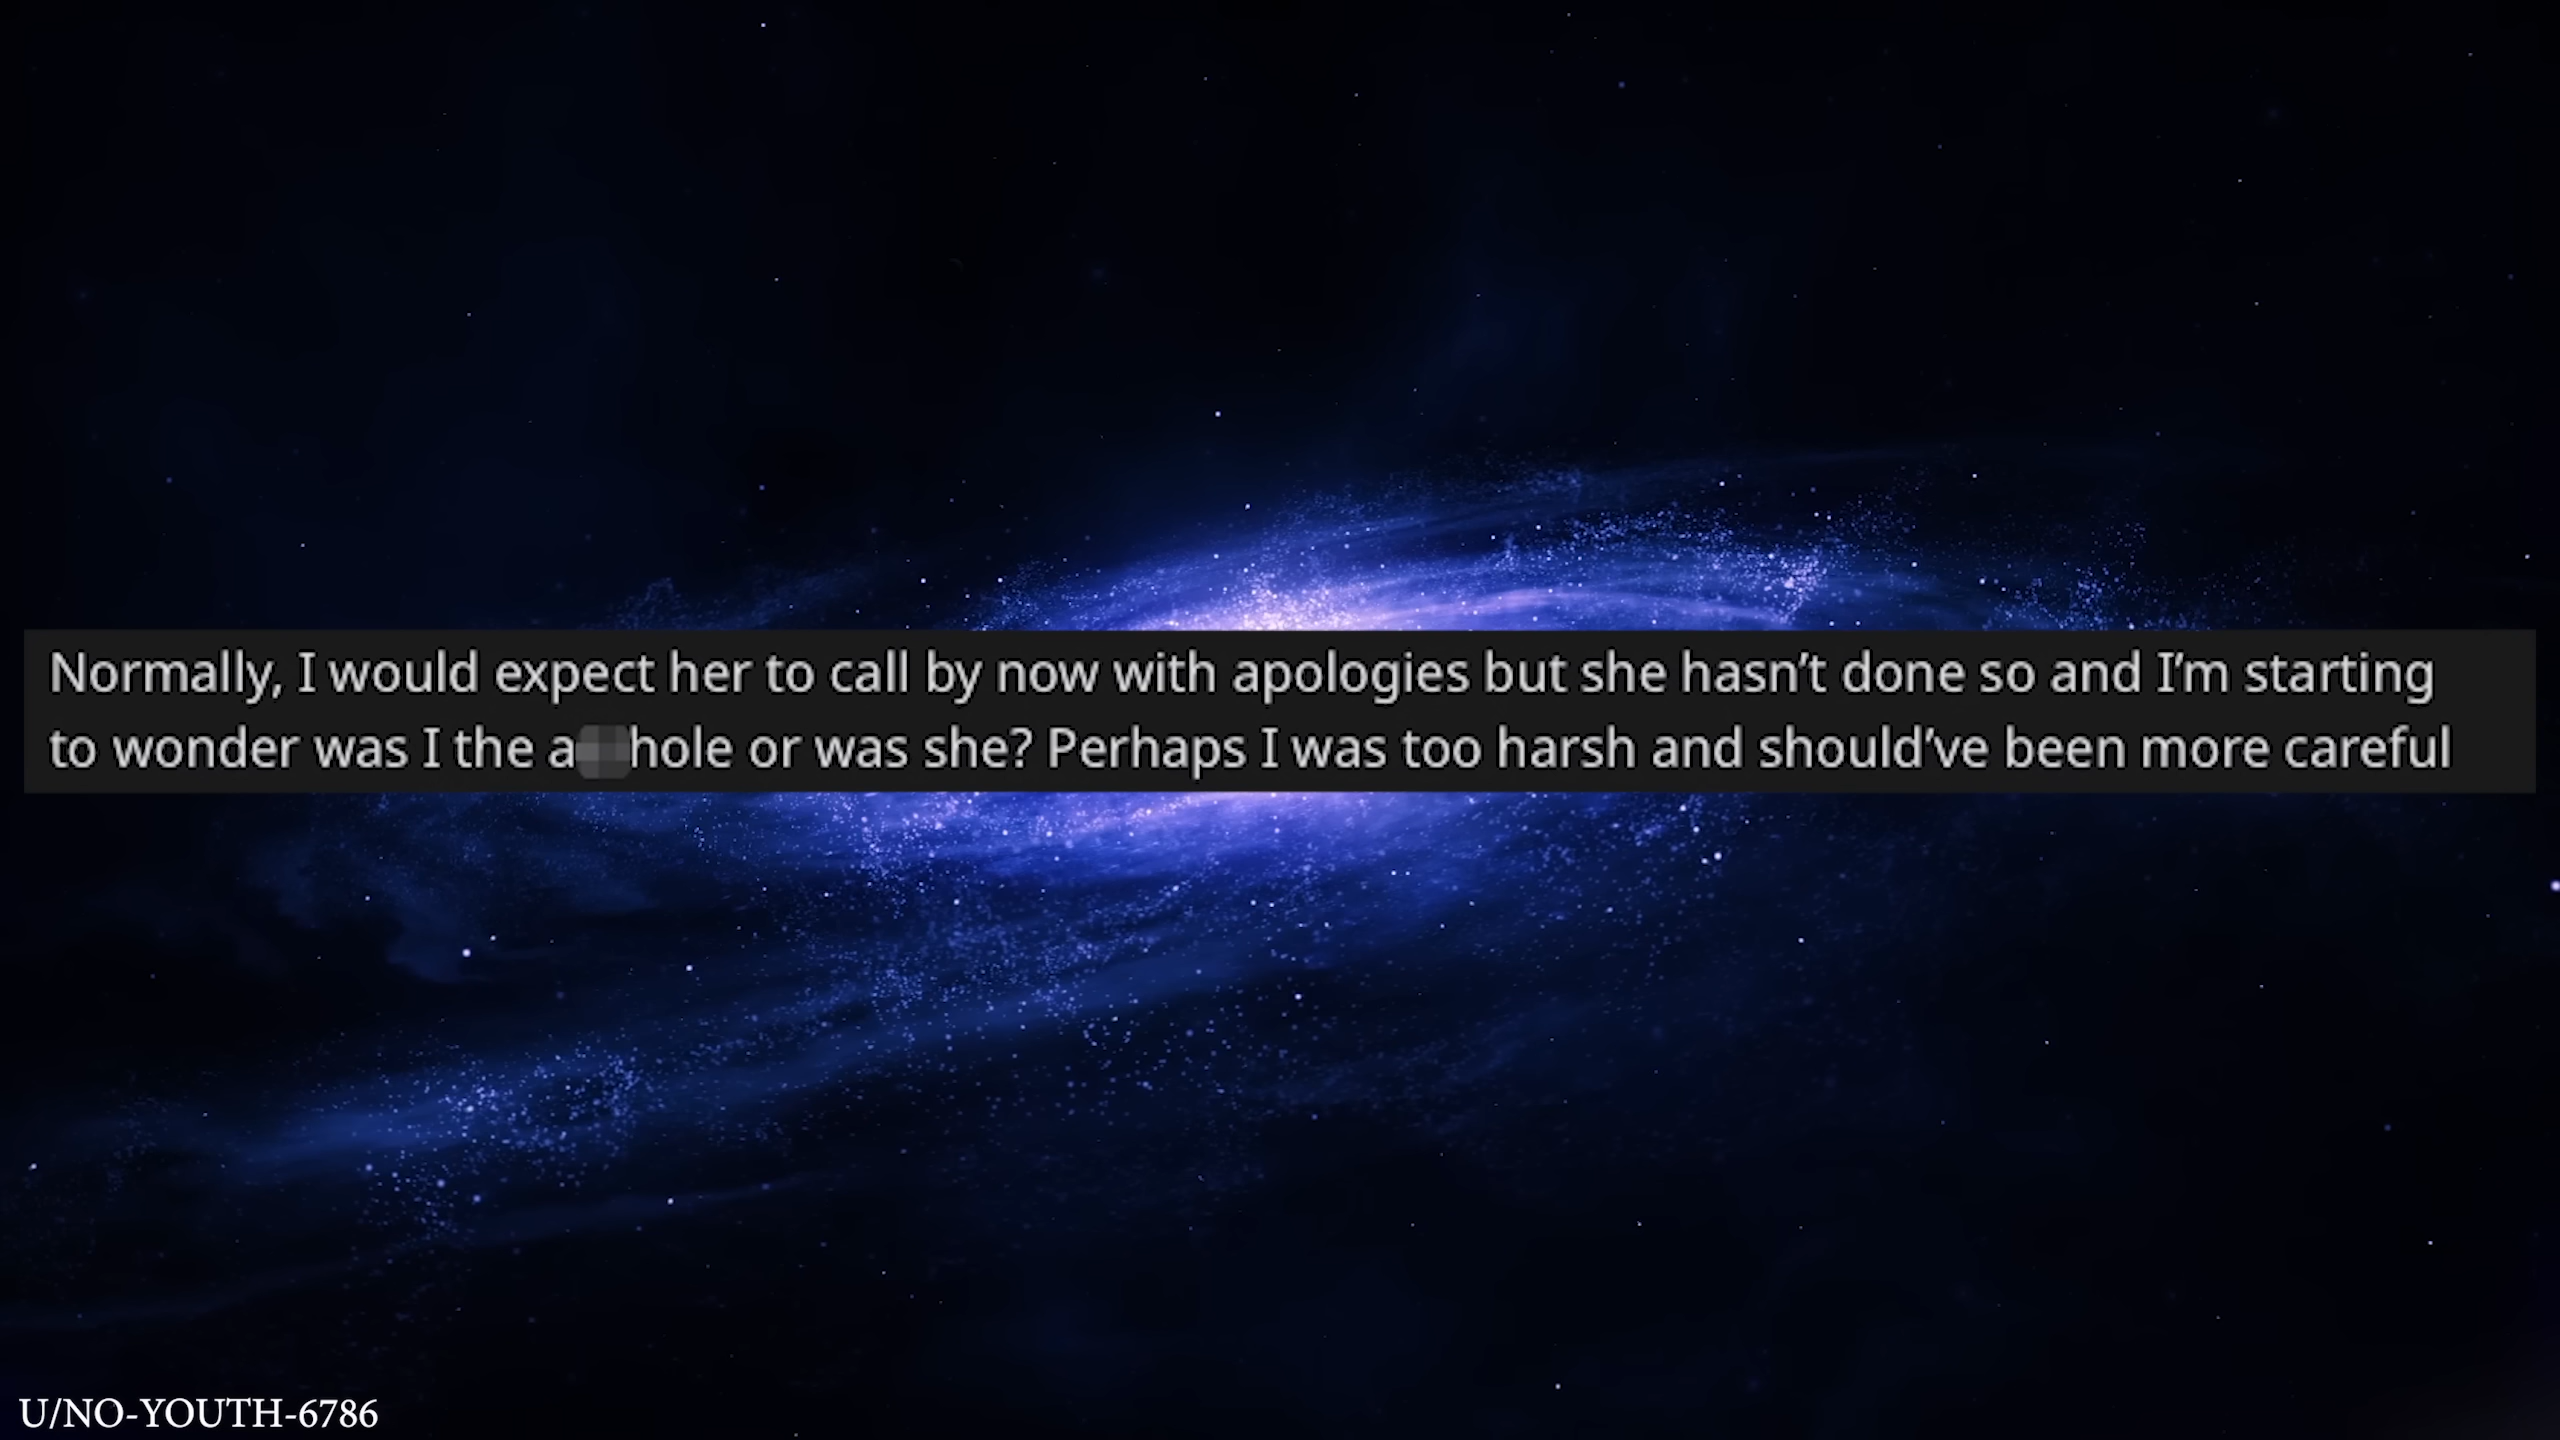 Normally, I would expect her to call by now with apologies but she hasn’t done so and I’m starting
to wonder was I the a hole or was she? Perhaps I was too harsh and should’ve been more careful
U/NO-YOUTH-6786